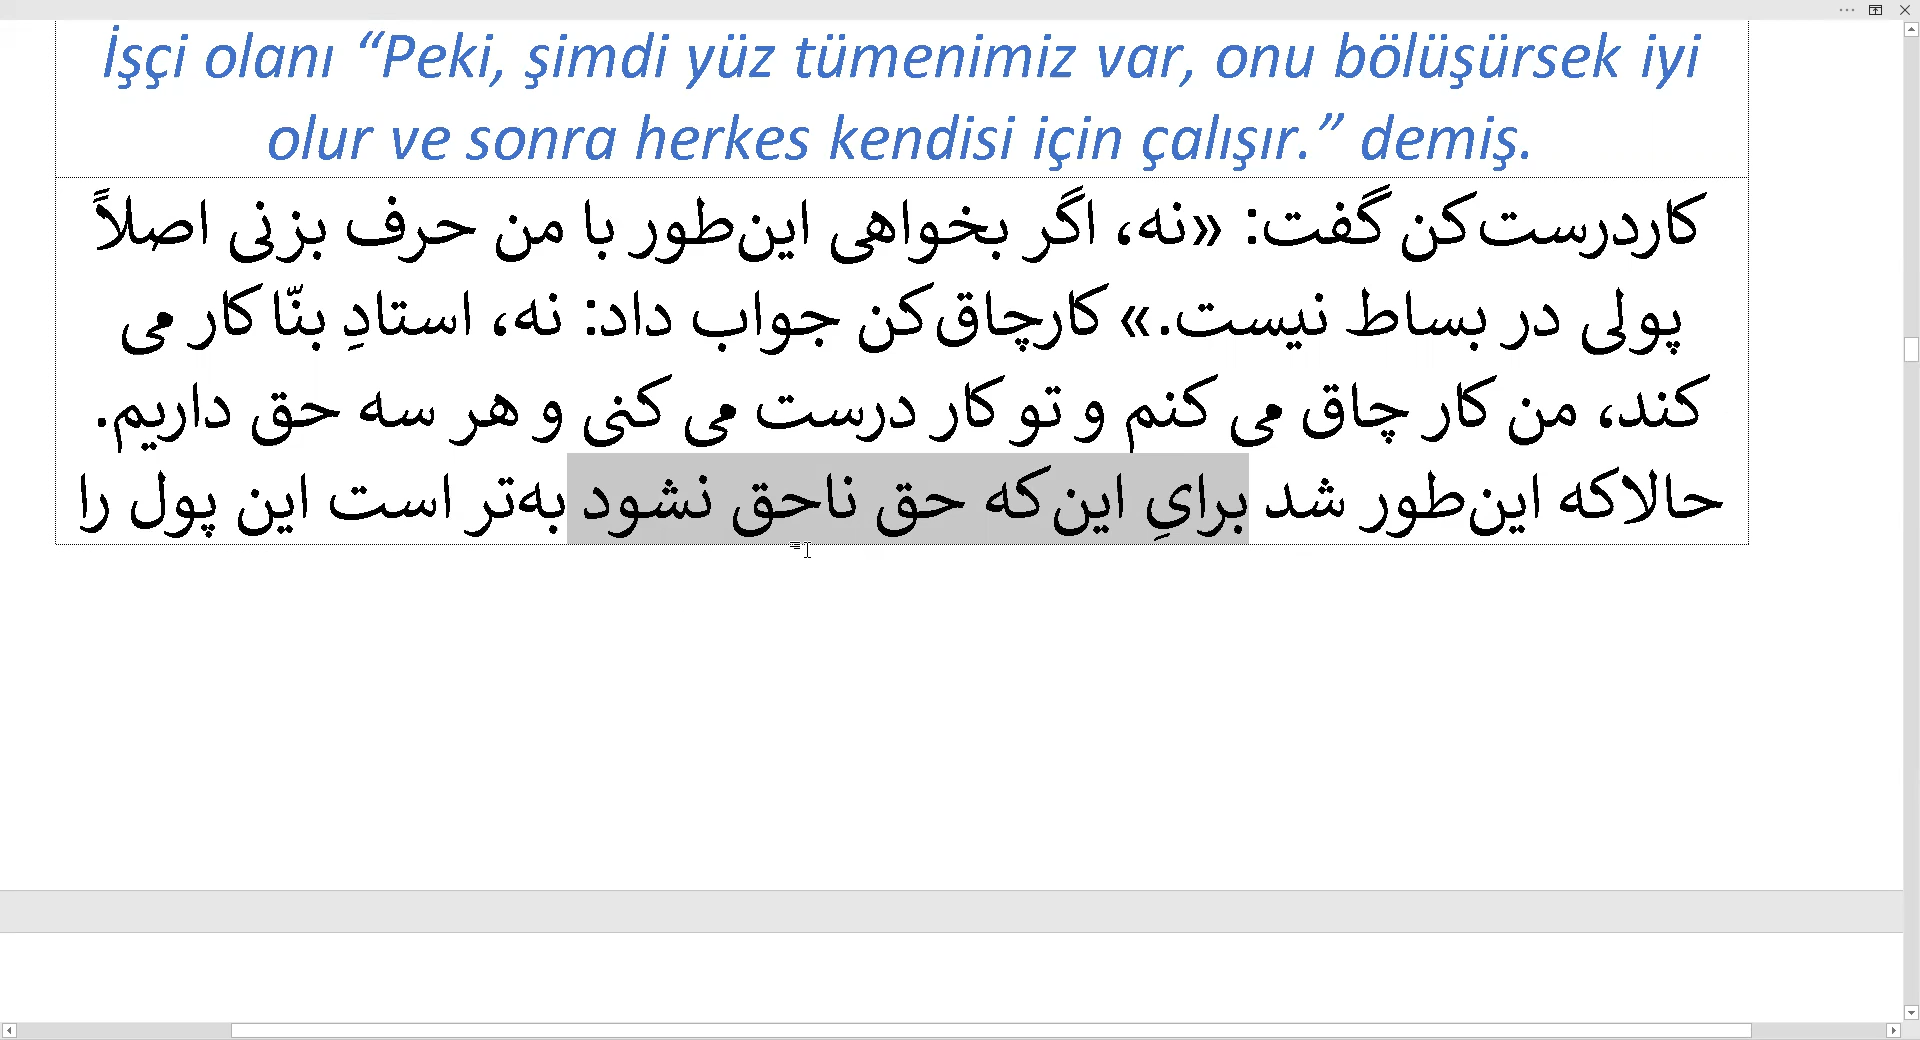 İşçi olanı “Peki, şimdi yüz tümenimiz var, onu bölüşürsek iyi
olur ve sonra herkes kendisi için çalışır.” demiş.
کاردرست‌کن گفت: «نه، اگر بخواهی این‌طور با من حرف بزنی اصلاً
پولی در بساط نیست.» کارچاق‌کن جواب داد: نه، استادِ بنّا کار می
کند، من کار چاق می کنم و تو کار درست می کنی و هر سه حق داریم.
حالاکه این‌طور شد برایِ این‌که حق ناحق نشود به‌تر است این پول را